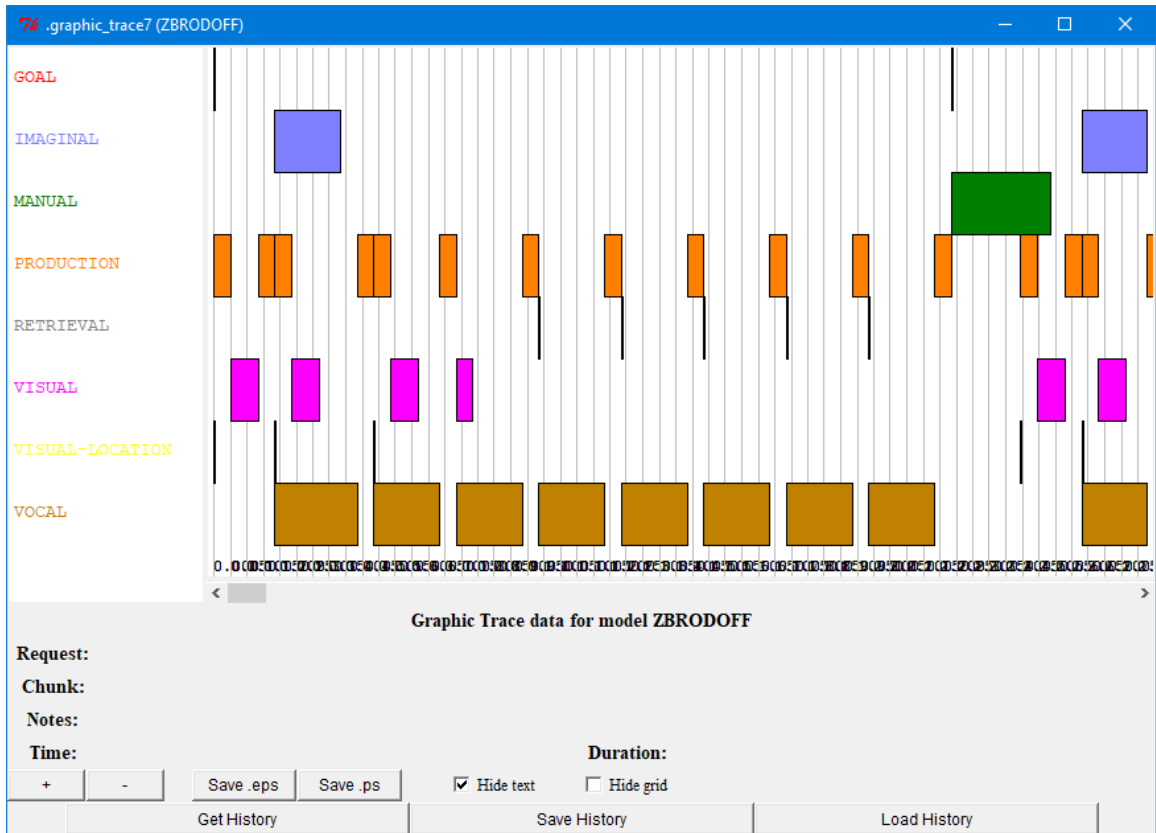 .graphic_trace7 (ZBRODOFF)
GOAL
IMAGINAL
MANUAL
PRODUCTION
RETRIEVAL
VISUAL
VISUAL-LOCATION
VOCAL
Graphic Trace data for model ZBRODOFF
Request:
Chunk:
Notes:
Time: Duration:
+ - Save .eps Save .ps Hide text Hide grid
Get History Save History Load History